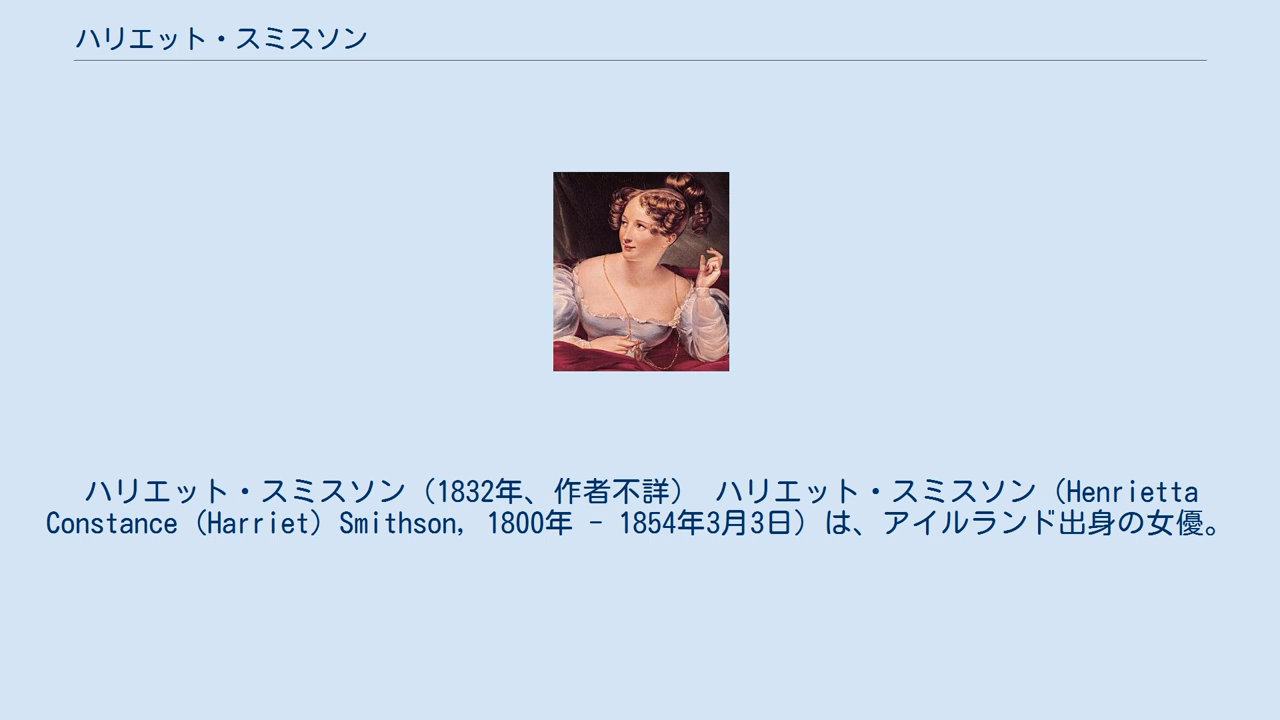 ハリエット・スミスソン
ハリエット・スミスソン（1832年、作者不詳） ハリエット・スミスソン（Henrietta
Constance (Harriet) Smithson, 1800年 - 1854年3月3日）は、アイルランド出身の女優。